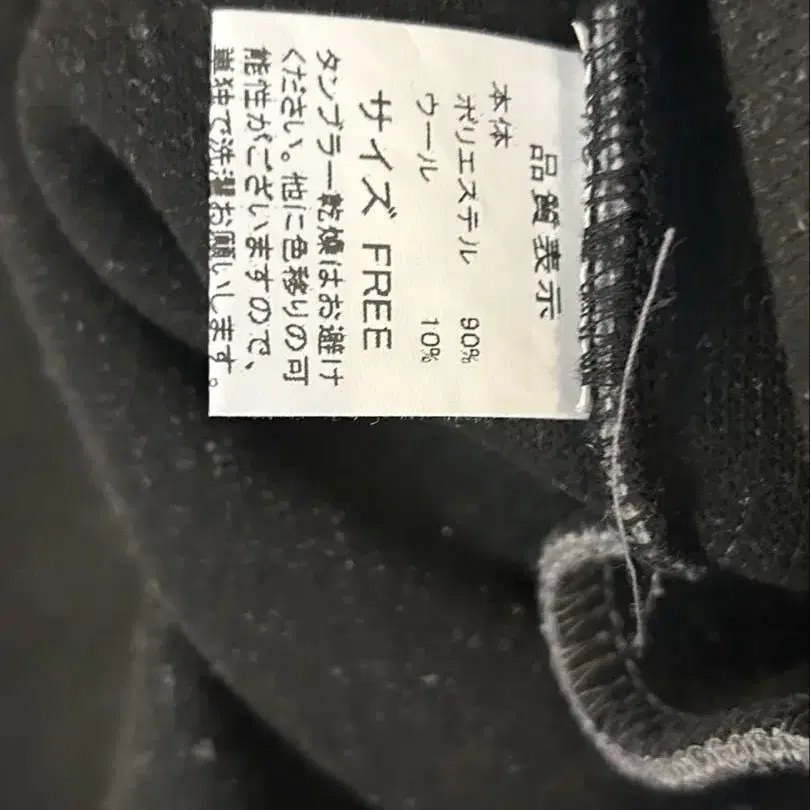 品質表示
本体
ポリエステル 90%
ウール 10%
サイズ FREE
タンブラー乾燥はお避け
ください。他に色移りの可
能性がございますので、
単独で洗濯お願いします。